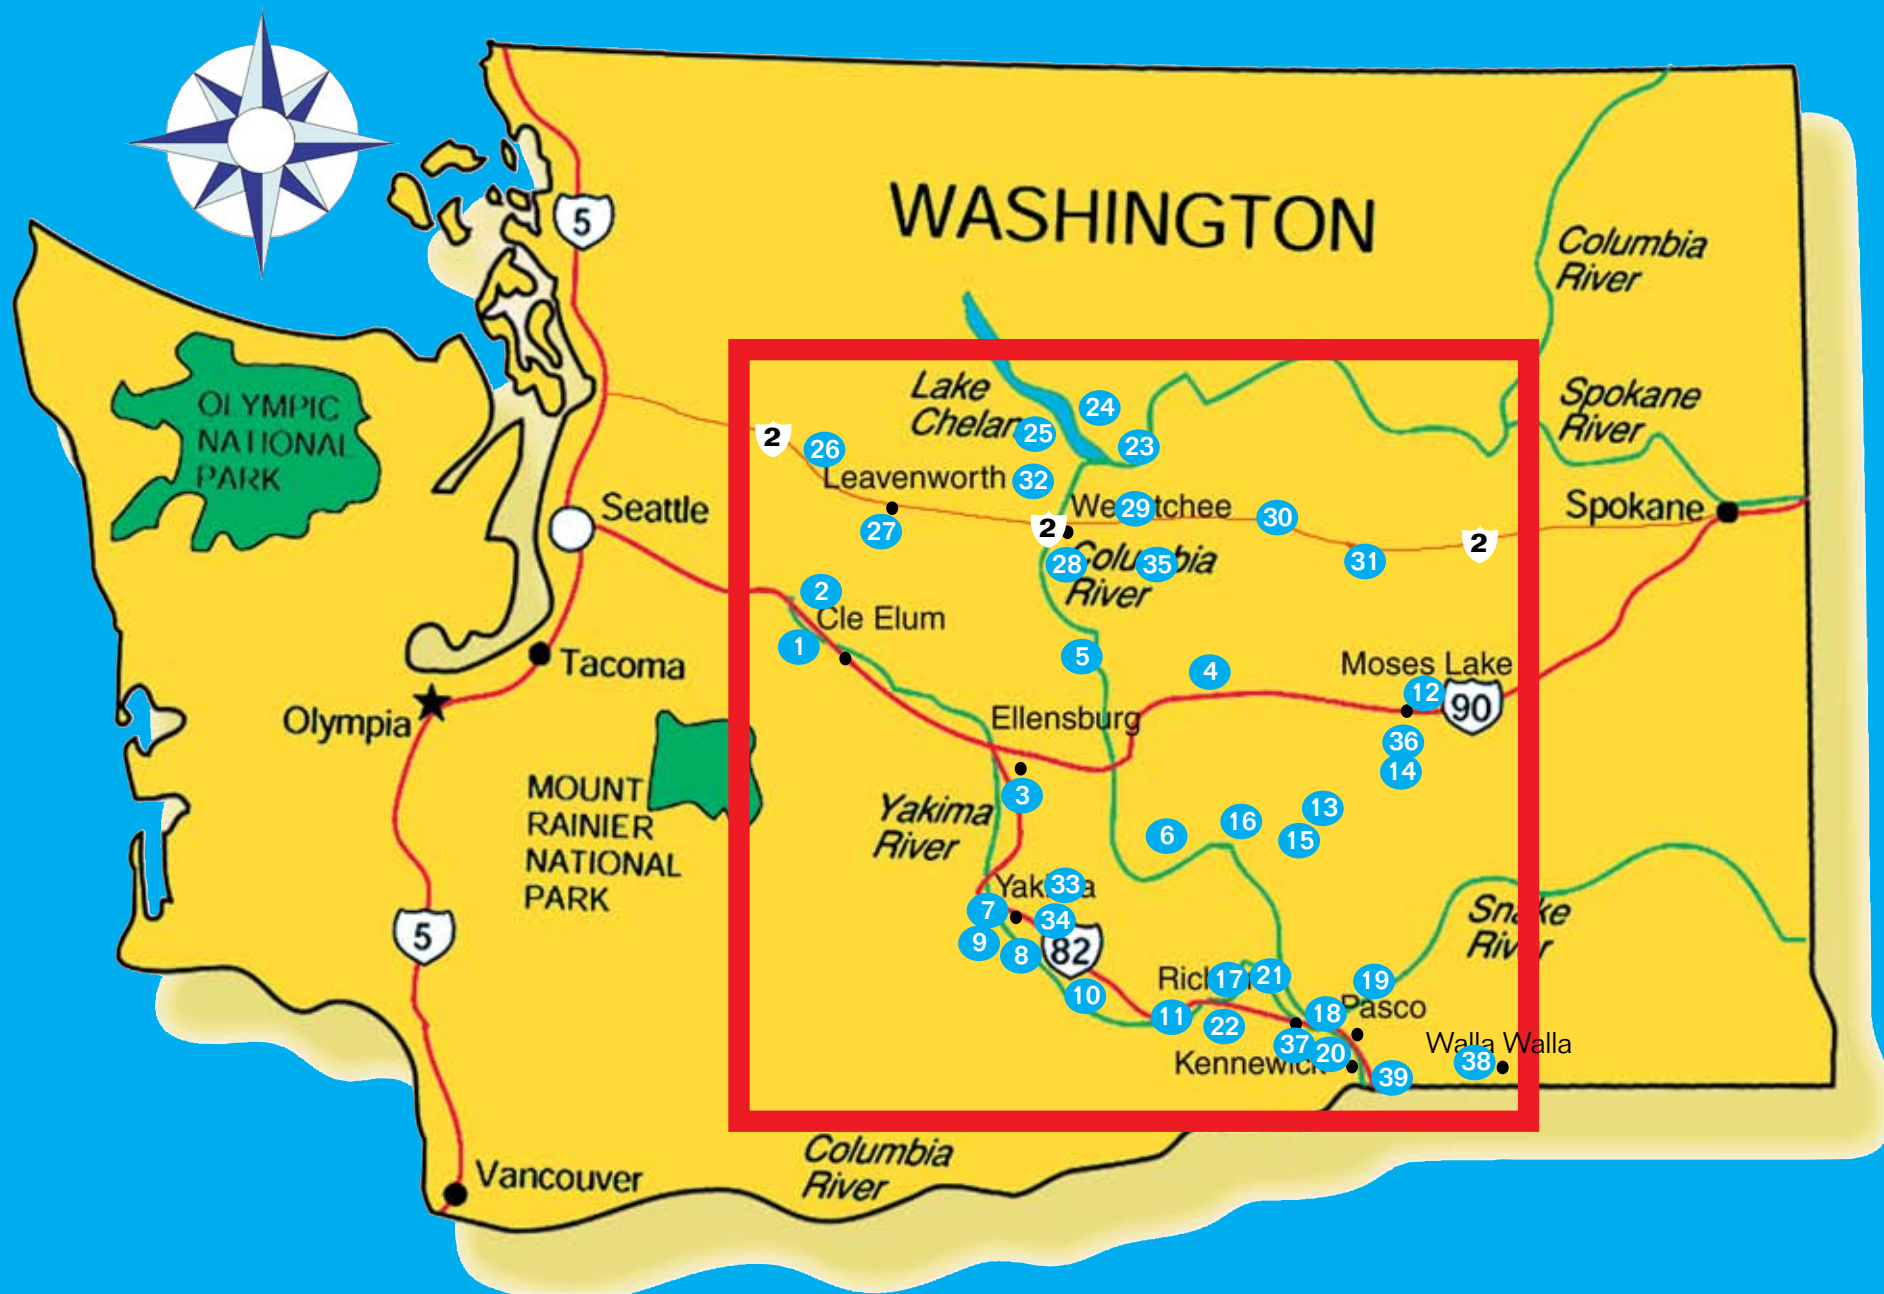 WASHINGTON
5
Columbia
River
OLYMPIC
NATIONAL
PARK
Lake
Chelan
24
25
23
Spokane
River
2
26
Leavenworth
32
Seattle
Wenatchee
29
30
Spokane
27
2
2
28
Columbia
River
35
31
2
Cle Elum
1
5
4
Moses Lake
12
90
Tacoma
Olympia
Ellensburg
36
14
MOUNT
RAINIER
NATIONAL
PARK
3
Yakima
River
6
16
13
15
Yakima
33
7
34
9
8
82
5
Snake
River
10
Richland
17
21
19
11
22
18
Pasco
37
20
Kennewick
Walla Walla
38
39
Columbia
River
Vancouver